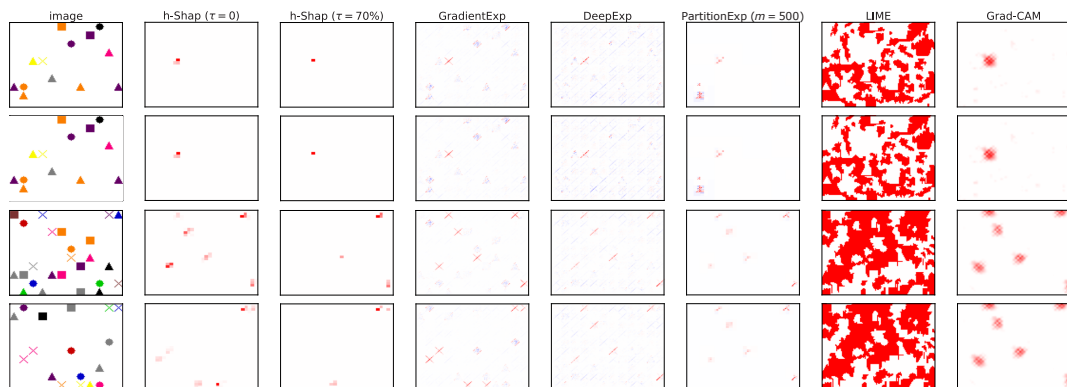 image h-Shap (τ = 0) h-Shap (τ = 70%) GradientExp DeepExp PartitionExp (m = 500) LIME Grad-CAM